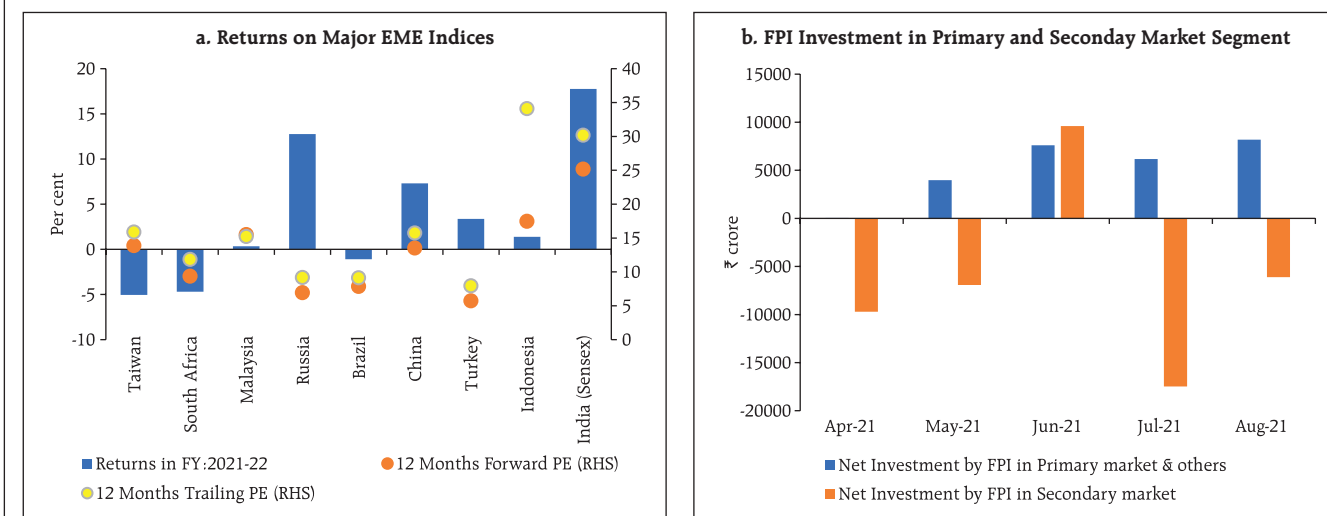 a. Returns on Major EME Indices
Per cent
20
15
10
5
0
-5
-10
40
35
30
25
20
15
10
5
0
Taiwan
South Africa
Malaysia
Russia
Brazil
China
Turkey
Indonesia
India (Sensex)
Returns in FY:2021-22
12 Months Forward PE (RHS)
12 Months Trailing PE (RHS)
b. FPI Investment in Primary and Seconday Market Segment
₹ crore
15000
10000
5000
0
-5000
-10000
-15000
-20000
Apr-21
May-21
Jun-21
Jul-21
Aug-21
Net Investment by FPI in Primary market & others
Net Investment by FPI in Secondary market